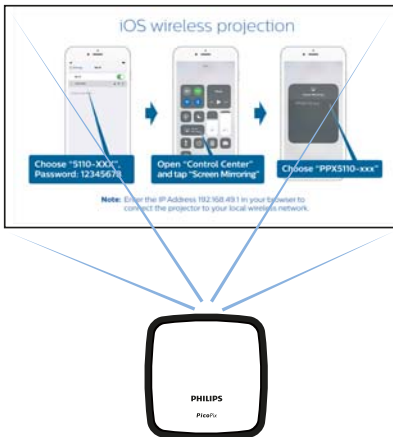 iOS wireless projection
Choose "5110-XXX",
Password: 12345678
Open "Control Center"
and tap "Screen Mirroring"
Choose "PPX5110-xxx"
Note: Enter the IP Address 192.168.49.1 in your browser to
connect the projector to your local wireless network.
PHILIPS
PicoPix